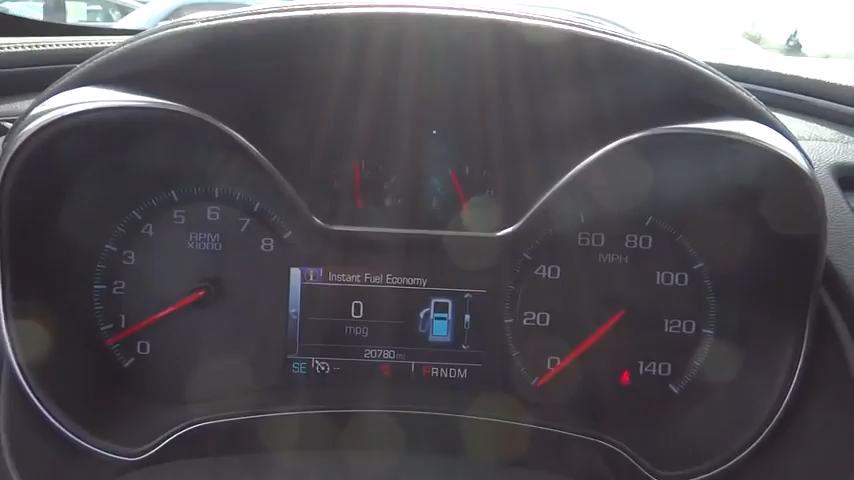 0 1 2 3 4 5 6 7 8
RPM
x1000
0 20 40 60 80 100 120 140
MPH
Instant Fuel Economy
0
mpg
20780 mi
SE --
PRNDM